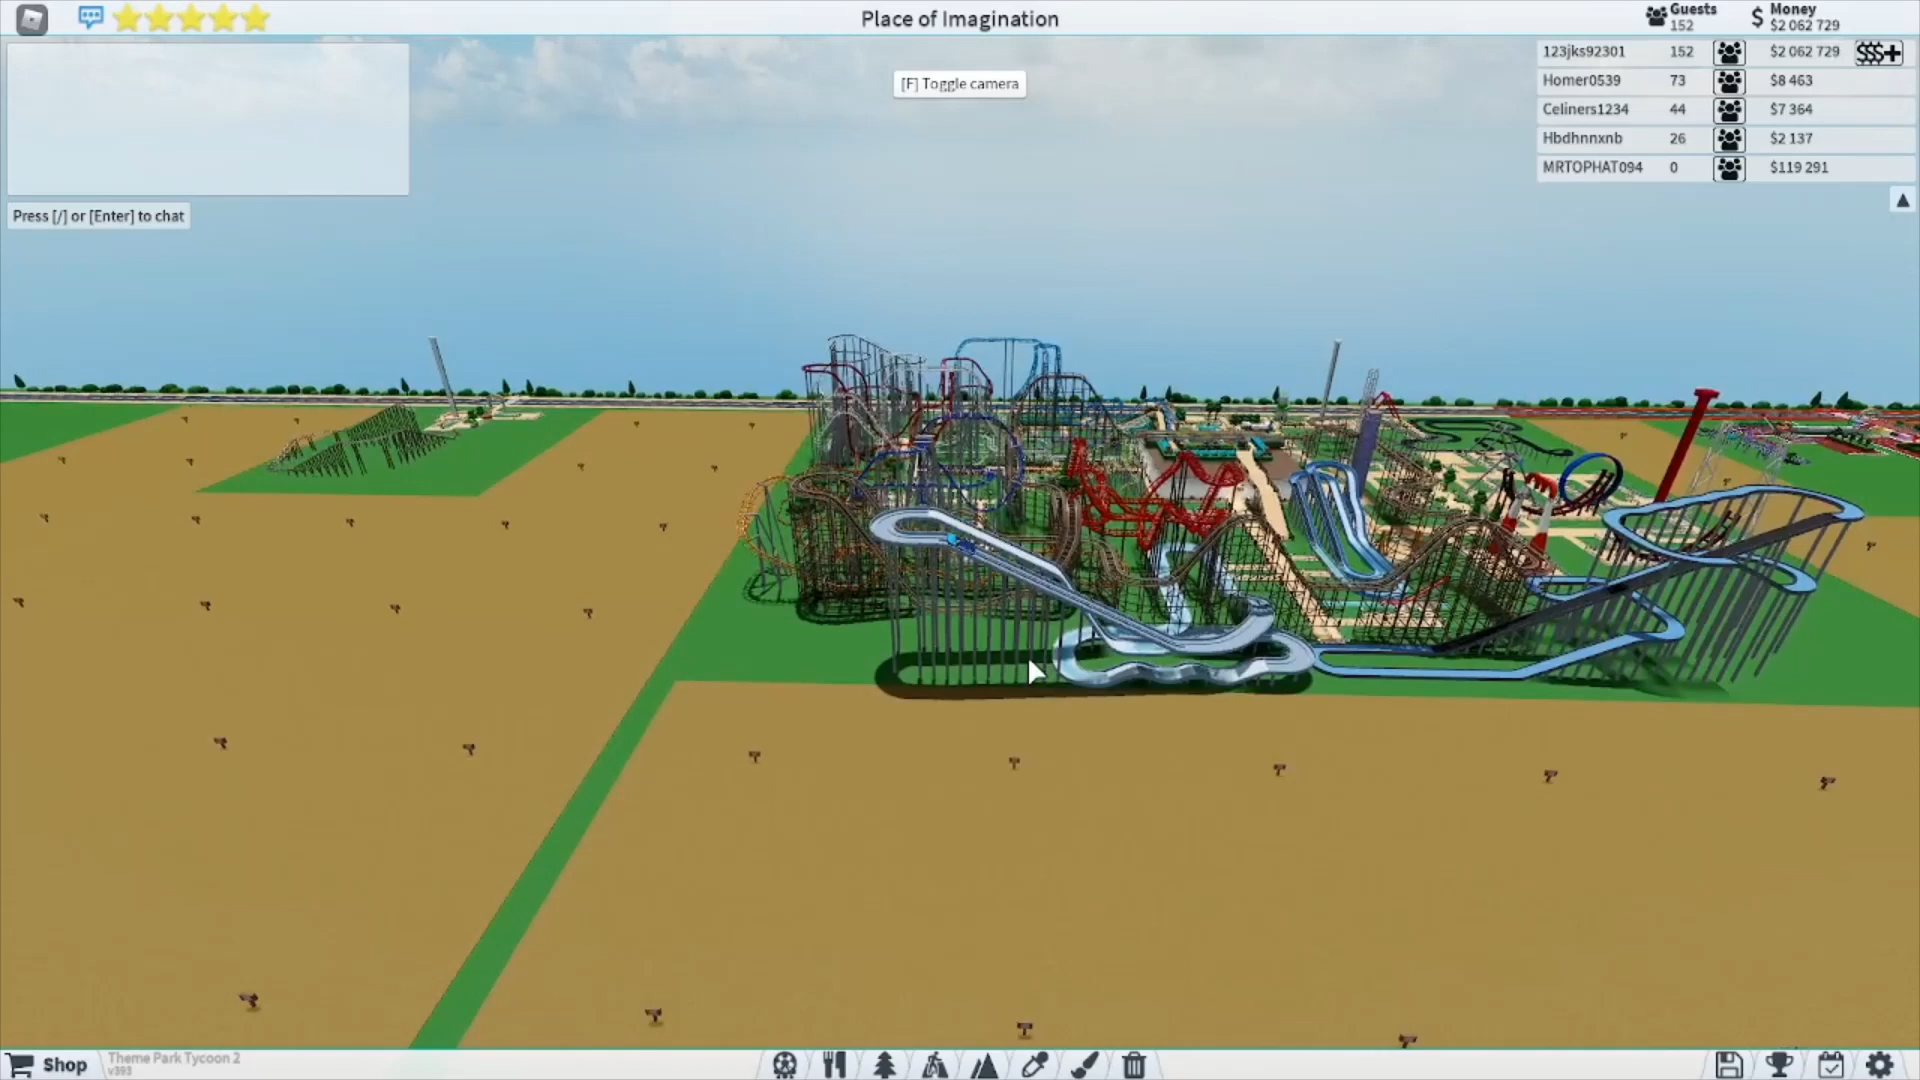 Place of Imagination
Guests
152
$ Money
$2 062 729
[F] Toggle camera
123jks92301 152 $2 062 729 $$$+
Homer0539 73 $8 463
Celiners1234 44 $7 364
Hbdhnnxnb 26 $2 137
MRTOPHAT094 0 $119 291
Press [/] or [Enter] to chat
Shop
Theme Park Tycoon 2
v393